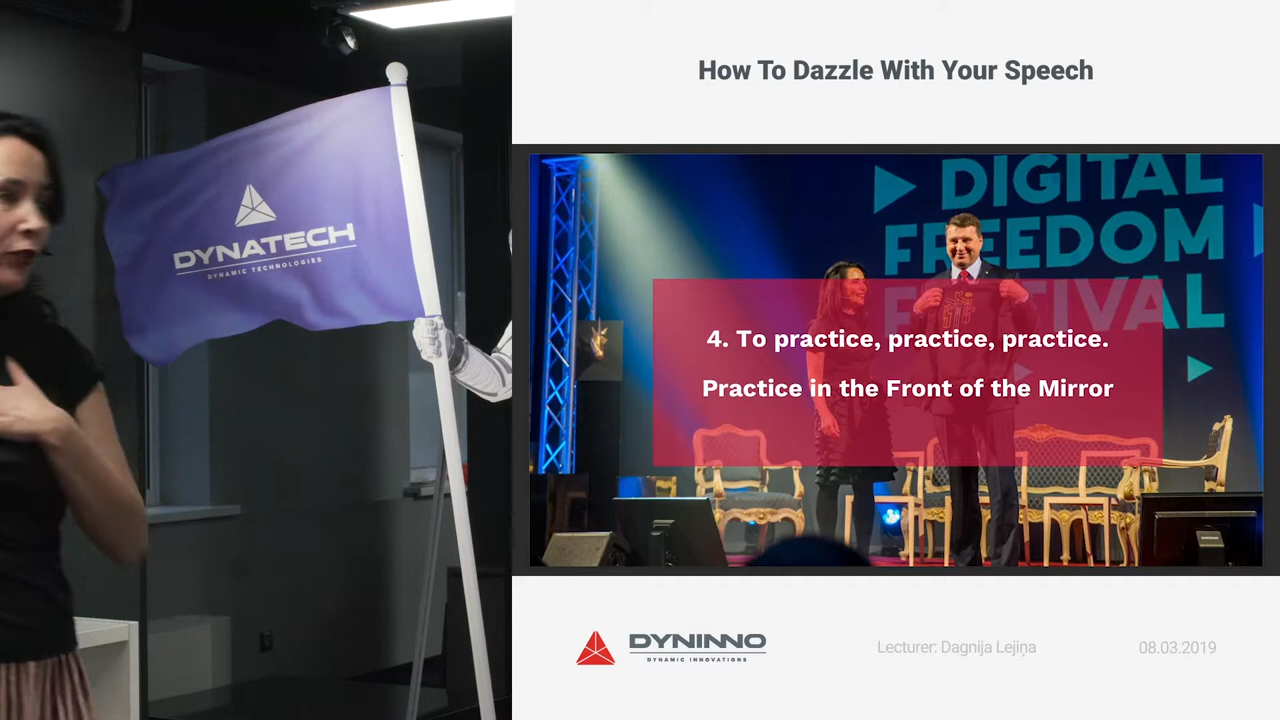 DYNATECH
DYNAMIC TECHNOLOGIES
How To Dazzle With Your Speech
DIGITAL
FREEDOM
FESTIVAL
4. To practice, practice, practice.
Practice in the Front of the Mirror
SAMSUNG
DYNINNO
DYNAMIC INNOVATIONS
Lecturer: Dagnija Lejiņa
08.03.2019